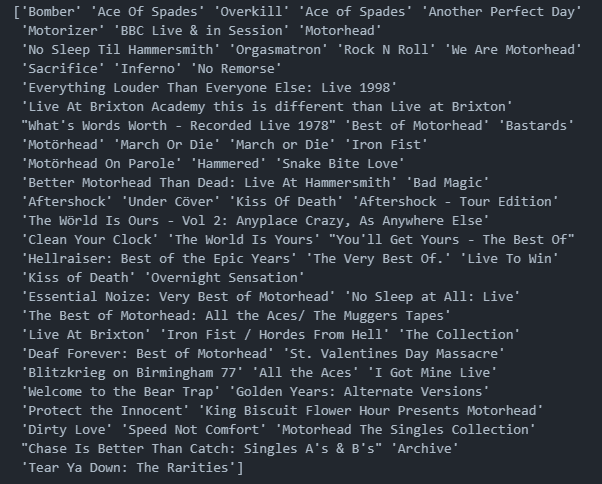 ['Bomber' 'Ace Of Spades' 'Overkill' 'Ace of Spades' 'Another Perfect Day'
'Motorizer' 'BBC Live & in Session' 'Motorhead'
'No Sleep Til Hammersmith' 'Orgasmatron' 'Rock N Roll' 'We Are Motorhead'
'Sacrifice' 'Inferno' 'No Remorse'
'Everything Louder Than Everyone Else: Live 1998'
'Live At Brixton Academy this is different than Live at Brixton'
"What's Words Worth - Recorded Live 1978" 'Best of Motorhead' 'Bastards'
'Motörhead' 'March Or Die' 'March or Die' 'Iron Fist'
'Motörhead On Parole' 'Hammered' 'Snake Bite Love'
'Better Motorhead Than Dead: Live At Hammersmith' 'Bad Magic'
'Aftershock' 'Under Cöver' 'Kiss Of Death' 'Aftershock - Tour Edition'
'The Wörld Is Ours - Vol 2: Anyplace Crazy, As Anywhere Else'
'Clean Your Clock' 'The World Is Yours' "You'll Get Yours - The Best Of"
'Hellraiser: Best of the Epic Years' 'The Very Best Of.' 'Live To Win'
'Kiss of Death' 'Overnight Sensation'
'Essential Noize: Very Best of Motorhead' 'No Sleep at All: Live'
'The Best of Motorhead: All the Aces/ The Muggers Tapes'
'Live At Brixton' 'Iron Fist / Hordes From Hell' 'The Collection'
'Deaf Forever: Best of Motorhead' 'St. Valentines Day Massacre'
'Blitzkrieg on Birmingham 77' 'All the Aces' 'I Got Mine Live'
'Welcome to the Bear Trap' 'Golden Years: Alternate Versions'
'Protect the Innocent' 'King Biscuit Flower Hour Presents Motorhead'
'Dirty Love' 'Speed Not Comfort' 'Motorhead The Singles Collection'
"Chase Is Better Than Catch: Singles A's & B's" 'Archive'
'Tear Ya Down: The Rarities']